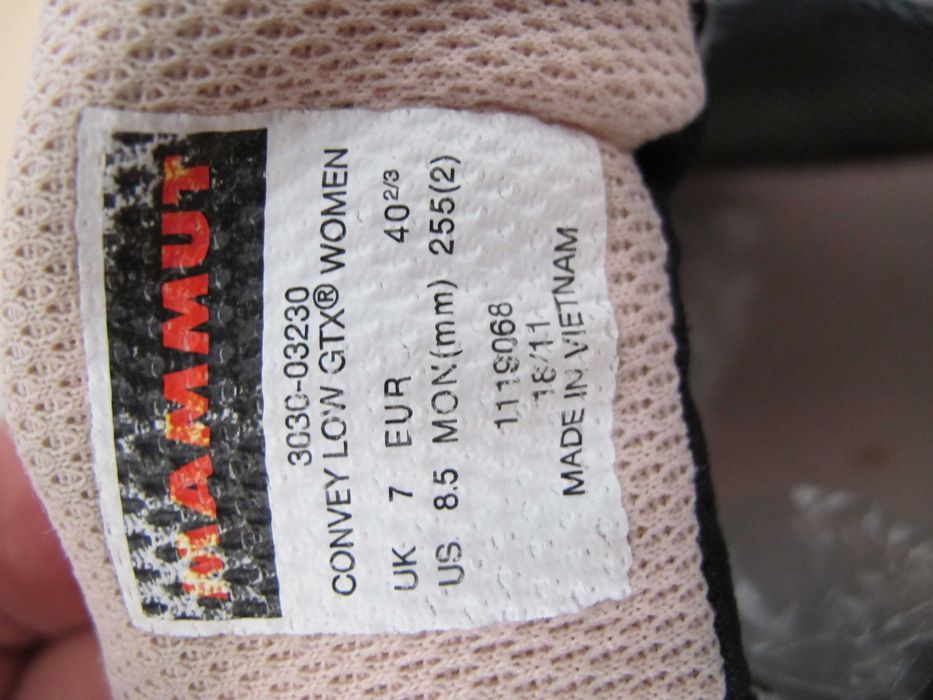 MAMMUT
3030-03230
CONVEY LOW GTX® WOMEN
UK 7 EUR 40 2/3
US 8.5 MON(mm) 255(2)
1119068
18/11
MADE IN VIETNAM